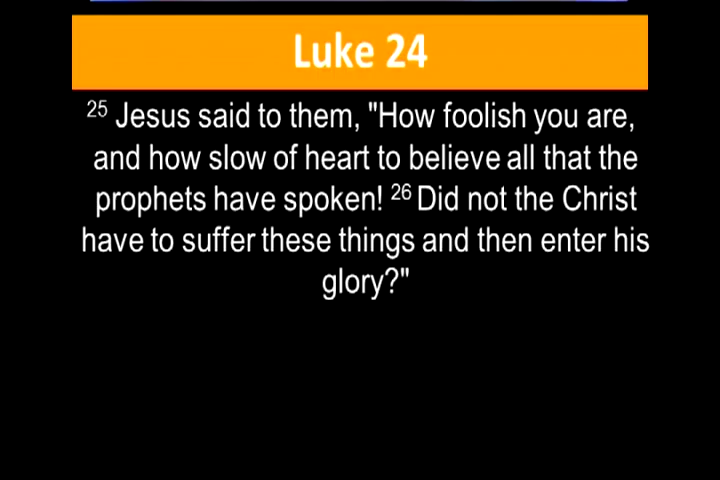 Luke 24
25 Jesus said to them, "How foolish you are,
and how slow of heart to believe all that the
prophets have spoken! 26 Did not the Christ
have to suffer these things and then enter his
glory?"